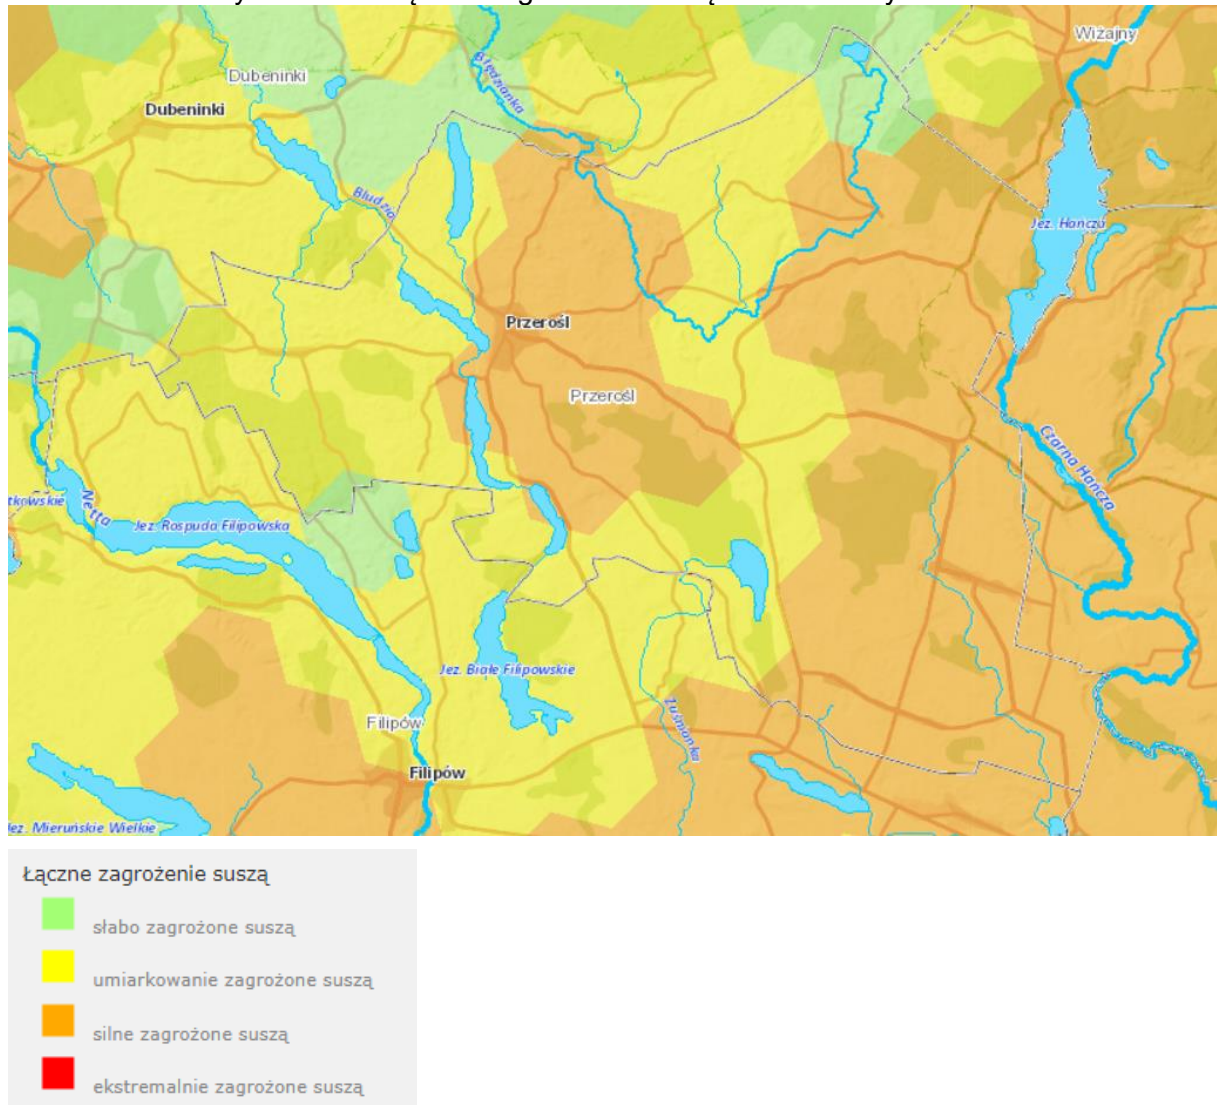 Wiżajny
Błędzianka
Dubeninki
Dubeninki
Bludzia
Jez. Hańcza
Przerośl
Przerośl
Czarna Hańcza
tkowskie
Netta
Jez. Rospuda Filipowska
Jez. Białe Filipowskie
Zusmanka
Filipów
Filipów
Jez. Mieruńskie Wielkie
Łączne zagrożenie suszą
słabo zagrożone suszą
umiarkowanie zagrożone suszą
silne zagrożone suszą
ekstremalnie zagrożone suszą